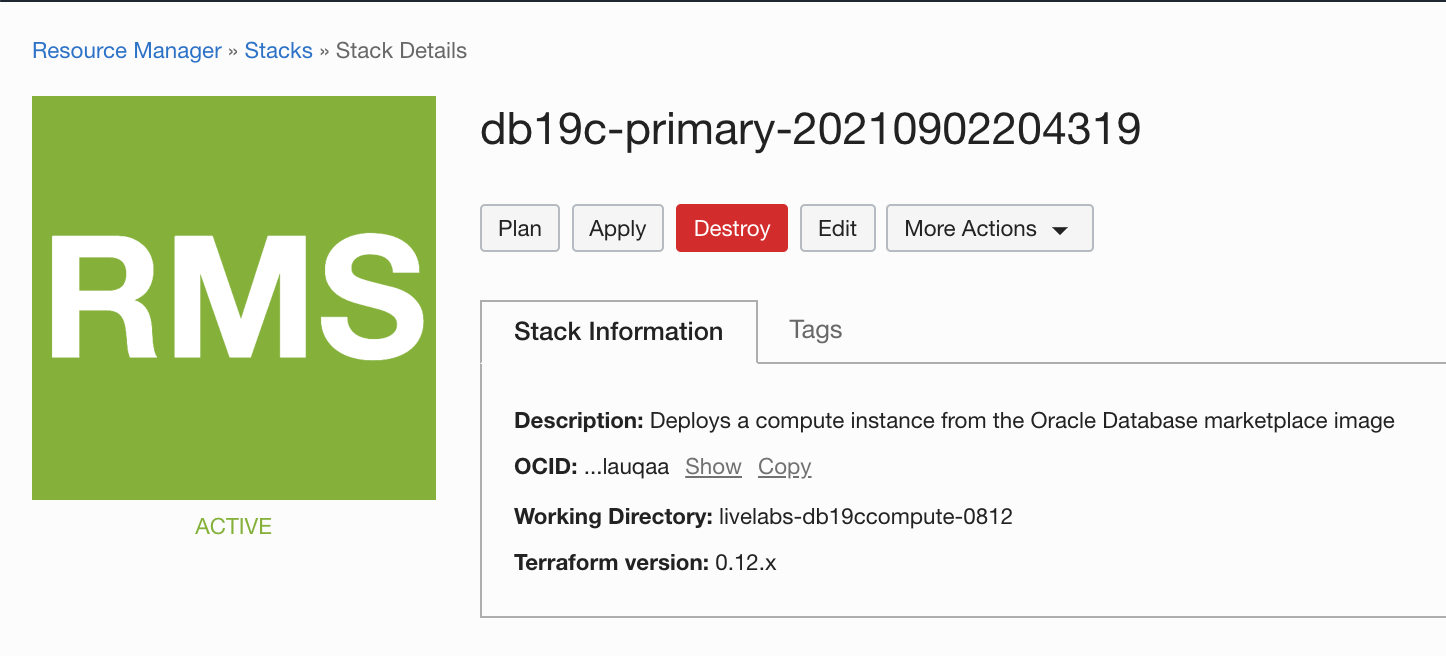 Resource Manager » Stacks » Stack Details
RMS
ACTIVE
db19c-primary-20210902204319
Plan Apply Destroy Edit More Actions
Stack Information Tags
Description: Deploys a compute instance from the Oracle Database marketplace image
OCID: ...lauqaa Show Copy
Working Directory: livelabs-db19ccompute-0812
Terraform version: 0.12.x